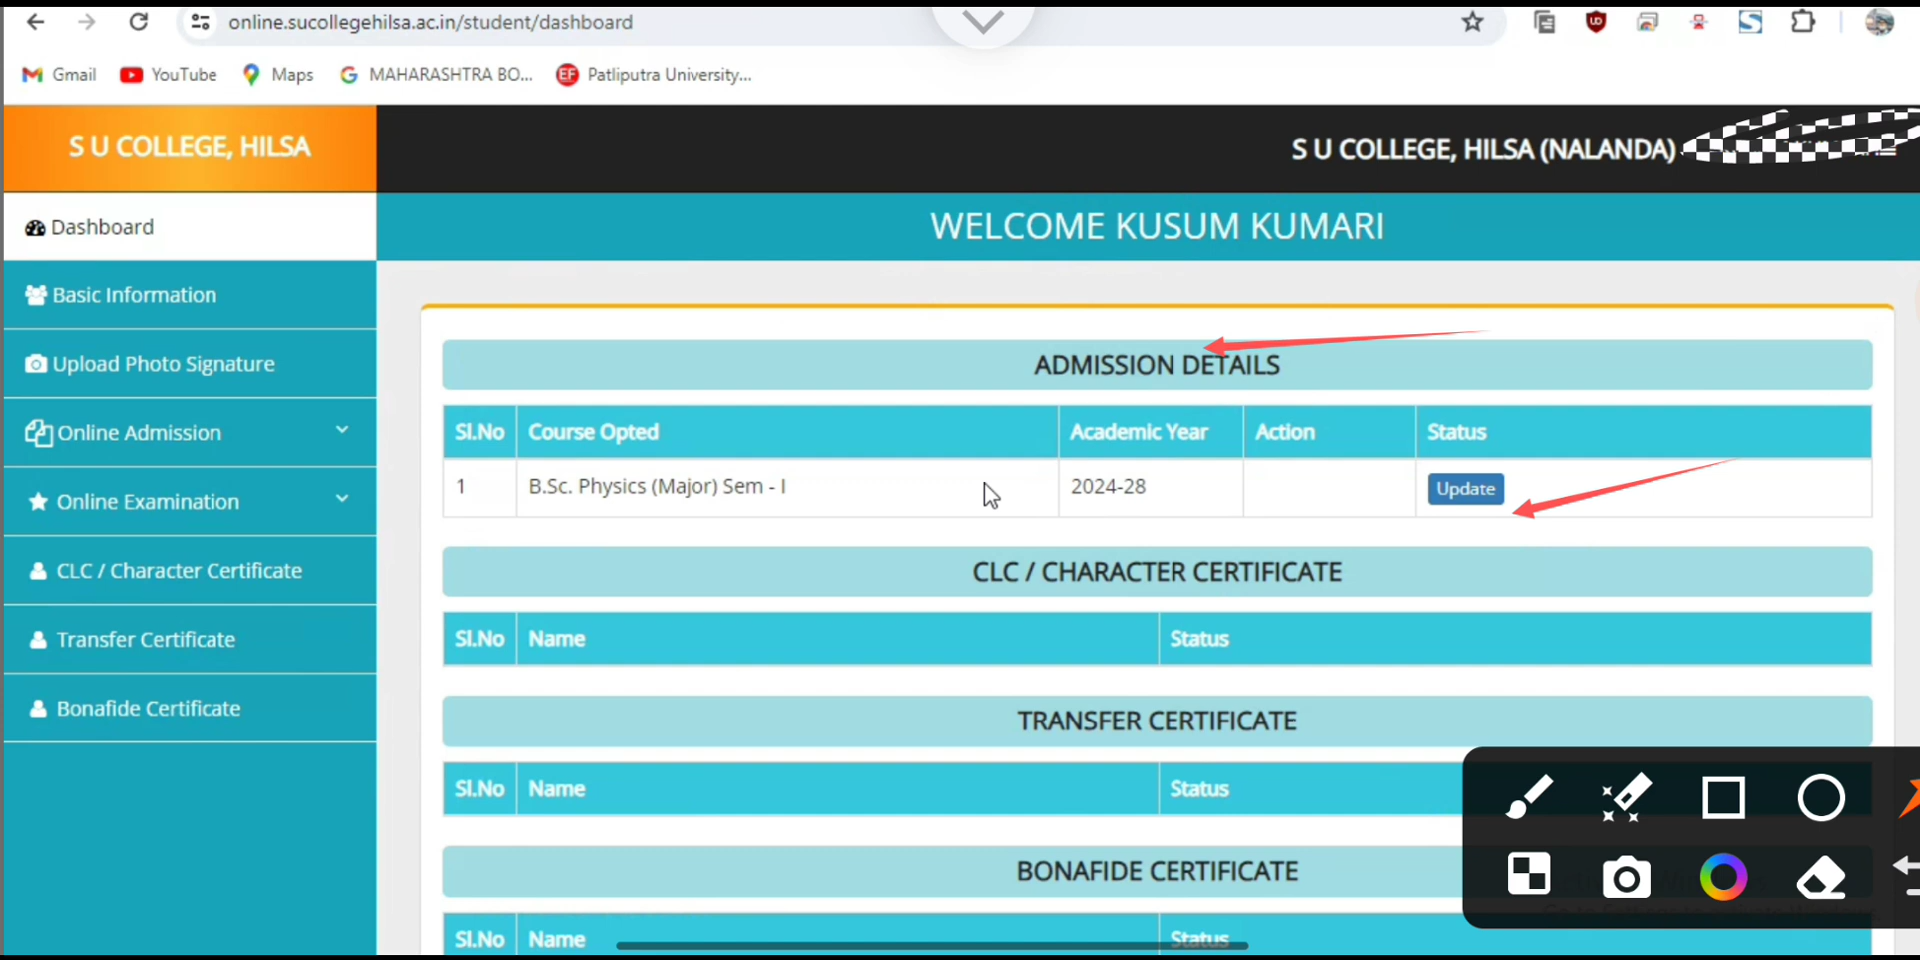 online.sucollegehilsa.ac.in/student/dashboard
Gmail YouTube Maps MAHARASHTRA BO... Patliputra University...
S U COLLEGE, HILSA
S U COLLEGE, HILSA (NALANDA)
Dashboard
WELCOME KUSUM KUMARI
Basic Information
Upload Photo Signature
Online Admission
Online Examination
CLC / Character Certificate
Transfer Certificate
Bonafide Certificate
ADMISSION DETAILS
Sl.No Course Opted Academic Year Action Status
1 B.Sc. Physics (Major) Sem - I 2024-28 Update
CLC / CHARACTER CERTIFICATE
Sl.No Name Status
TRANSFER CERTIFICATE
Sl.No Name Status
BONAFIDE CERTIFICATE
Sl.No Name Status